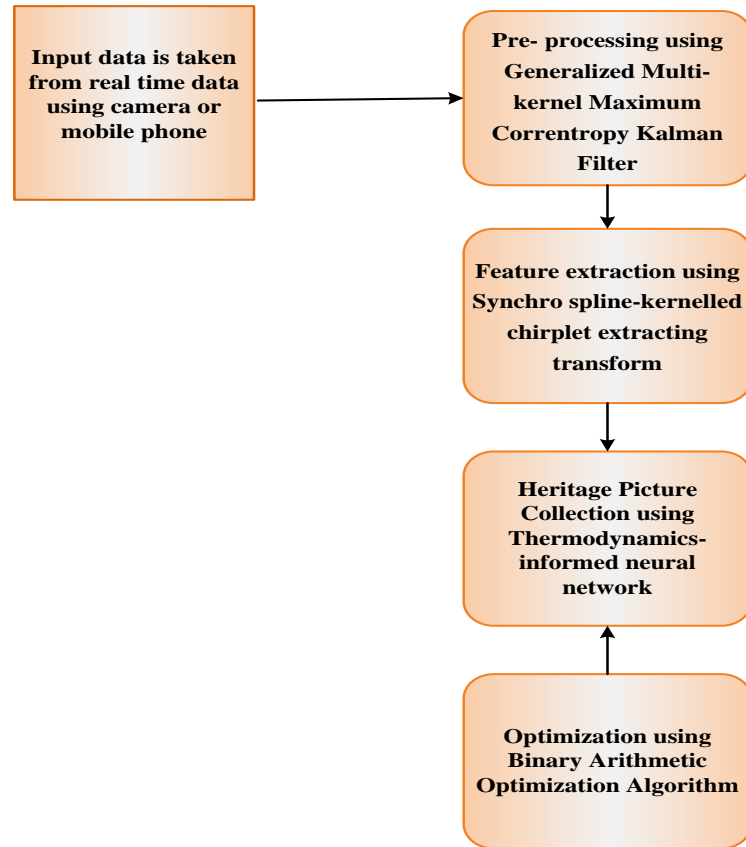 Input data is taken
from real time data
using camera or
mobile phone
Pre- processing using
Generalized Multi-
kernel Maximum
Correntropy Kalman
Filter
Feature extraction using
Synchro spline-kernelled
chirplet extracting
transform
Heritage Picture
Collection using
Thermodynamics-
informed neural
network
Optimization using
Binary Arithmetic
Optimization Algorithm